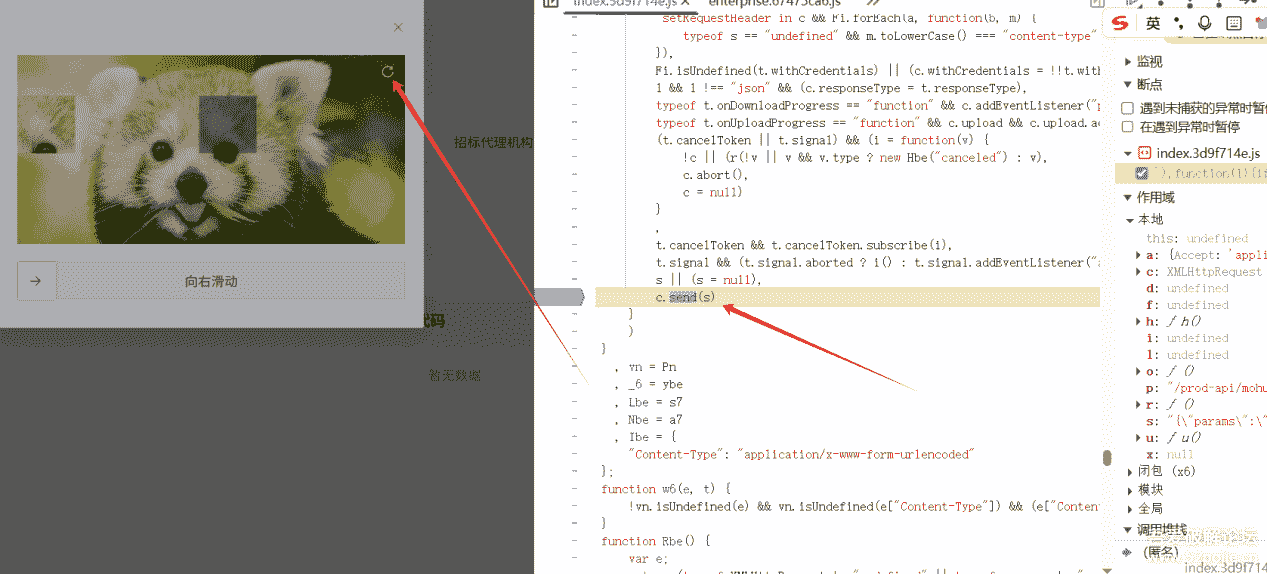 index.3d9f714e.js ×
enterprise.67473ca6.js
×
招标代理机构
向右滑动
代码
暂无数据
setRequestHeader in c && Fi.forEach(a, function(b, m) {
typeof s == "undefined" && m.toLowerCase() === "content-type"
}),
Fi.isUndefined(t.withCredentials) || (c.withCredentials = !!t.with
l && l !== "json" && (c.responseType = t.responseType),
typeof t.onDownloadProgress == "function" && c.addEventListener("p
typeof t.onUploadProgress == "function" && c.upload && c.upload.ad
(t.cancelToken || t.signal) && (i = function(v) {
!c || (r(!v || v && v.type ? new Hbe("canceled") : v),
c.abort(),
c = null)
}
,
t.cancelToken && t.cancelToken.subscribe(i),
t.signal && (t.signal.aborted ? i() : t.signal.addEventListener("a
s || (s = null),
c.send(s)
}
)
}
, vn = Pn
, _6 = ybe
, Lbe = s7
, Nbe = a7
, Ibe = {
"Content-Type": "application/x-www-form-urlencoded"
};
function w6(e, t) {
!vn.isUndefined(e) && vn.isUndefined(e["Content-Type"]) && (e["Conten
}
function Rbe() {
var e;
英
监视
断点
遇到未捕获的异常时暂停
在遇到异常时暂停
index.3d9f714e.js
作用域
本地
this: undefined
a: {Accept: 'appli
c: XMLHttpRequest
d: undefined
f: undefined
h: ƒ h()
i: undefined
l: undefined
o: ƒ ()
p: "/prod-api/mohu
r: ƒ ()
s: "{\"params\":\"
u: ƒ u()
x: null
闭包 (x6)
模块
全局
调用堆栈
(匿名)
index.3d9f714